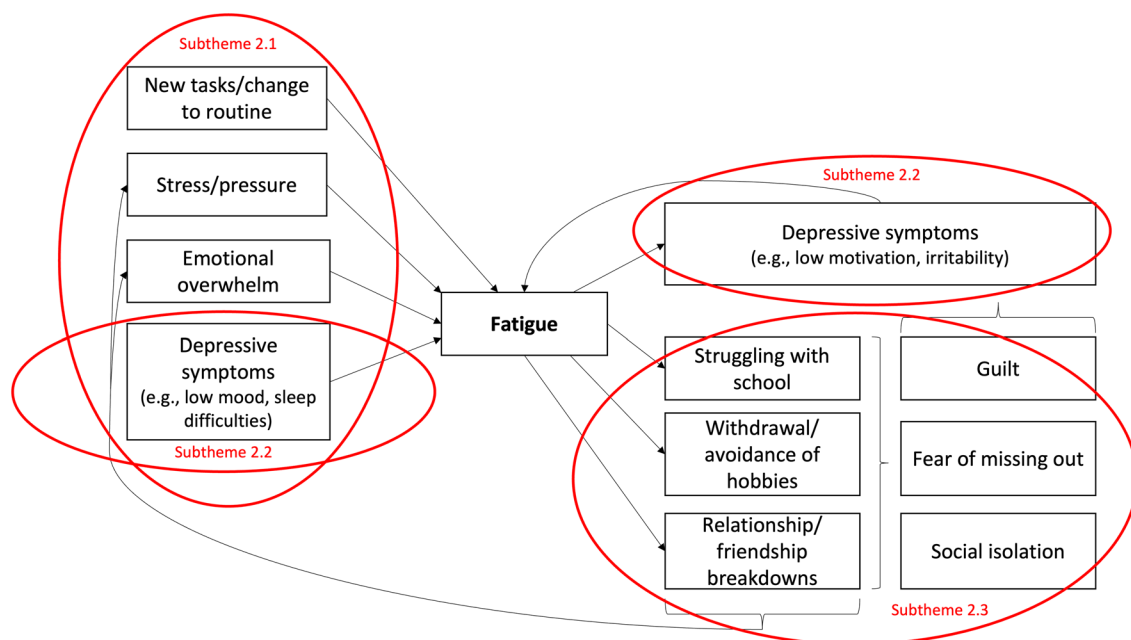 Subtheme 2.1
New tasks/change
to routine
Stress/pressure
Emotional
overwhelm
Depressive
symptoms
(e.g., low mood, sleep
difficulties)
Subtheme 2.2
Fatigue
Subtheme 2.2
Depressive symptoms
(e.g., low motivation, irritability)
Struggling with
school
Guilt
Withdrawal/
avoidance of
hobbies
Fear of missing out
Relationship/
friendship
breakdowns
Social isolation
Subtheme 2.3